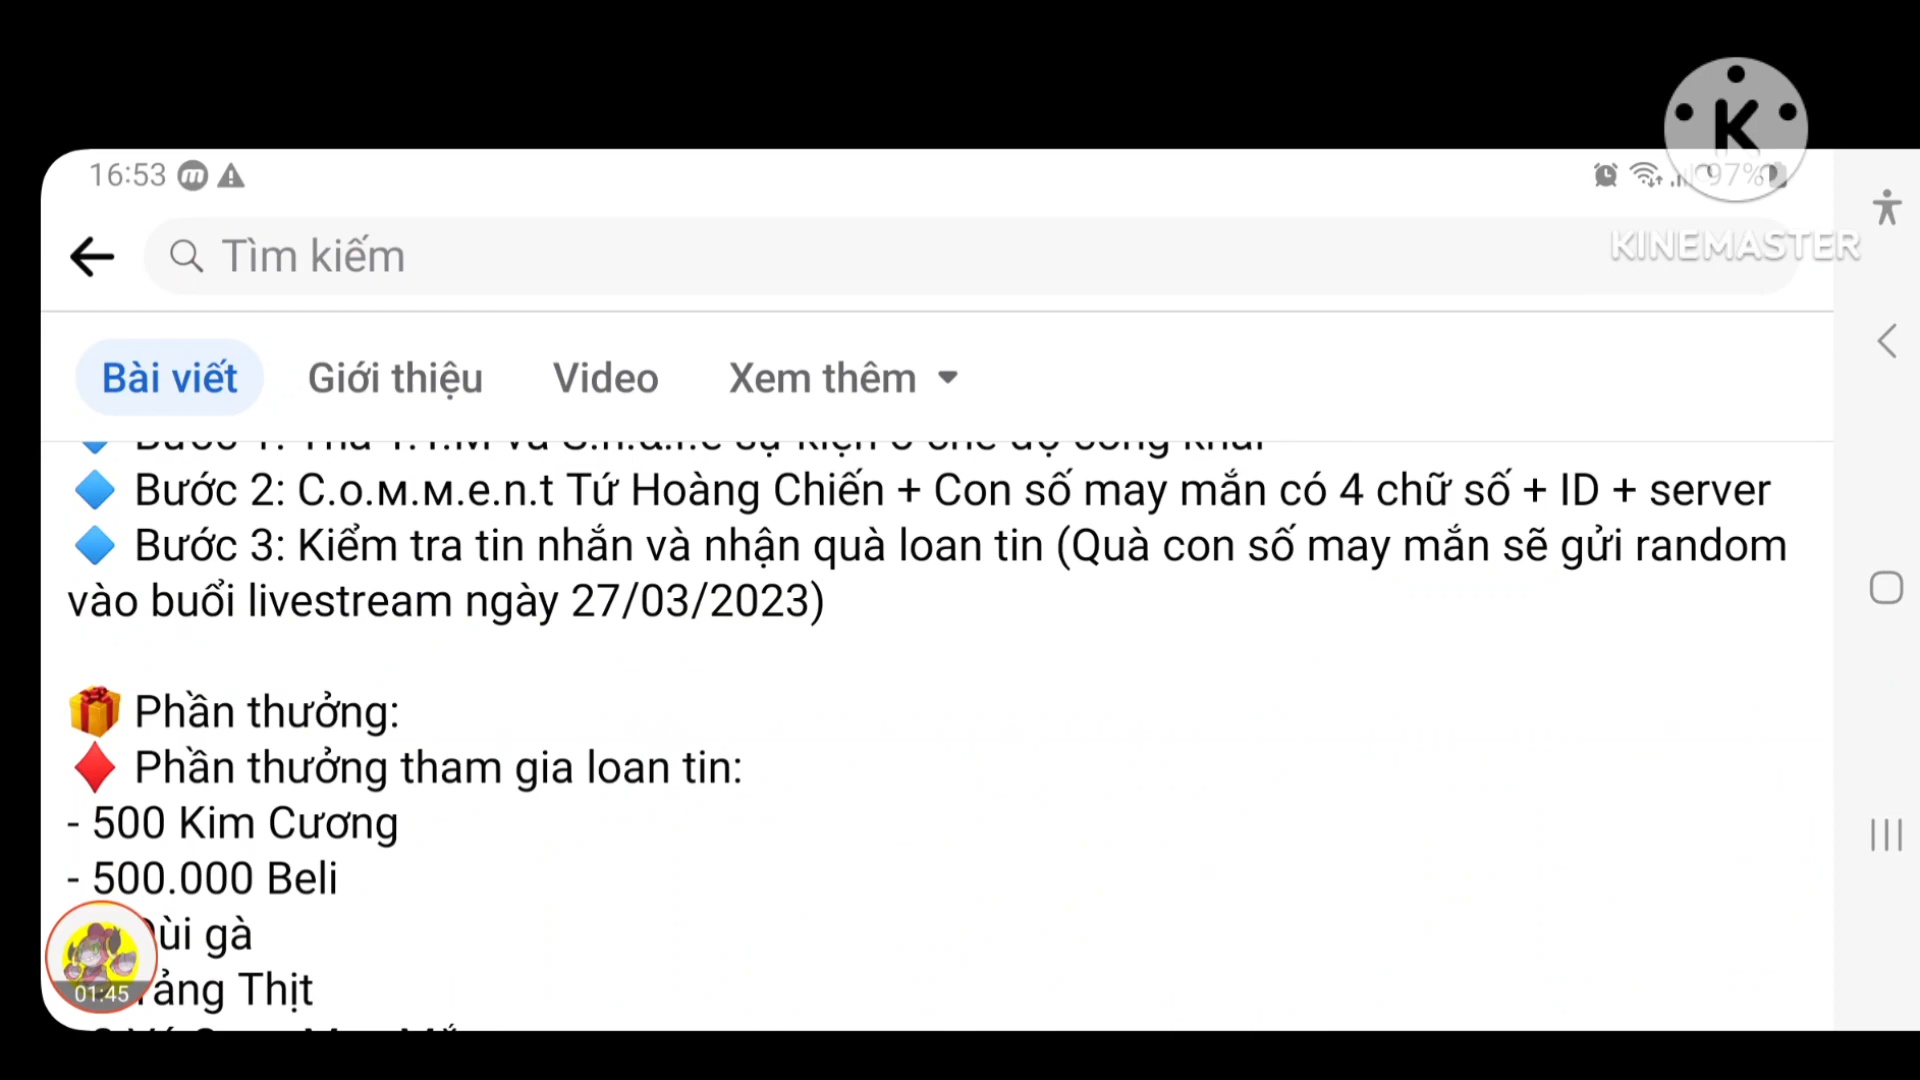 16:53
97%
K
KINEMASTER
Tìm kiếm
Bài viết Giới thiệu Video Xem thêm
Bước 2: C.o.м.м.e.n.t Tứ Hoàng Chiến + Con số may mắn có 4 chữ số + ID + server
Bước 3: Kiểm tra tin nhắn và nhận quà loan tin (Quà con số may mắn sẽ gửi random
vào buổi livestream ngày 27/03/2023)
Phần thưởng:
Phần thưởng tham gia loan tin:
- 500 Kim Cương
- 500.000 Beli
gà
Thịt
01:45